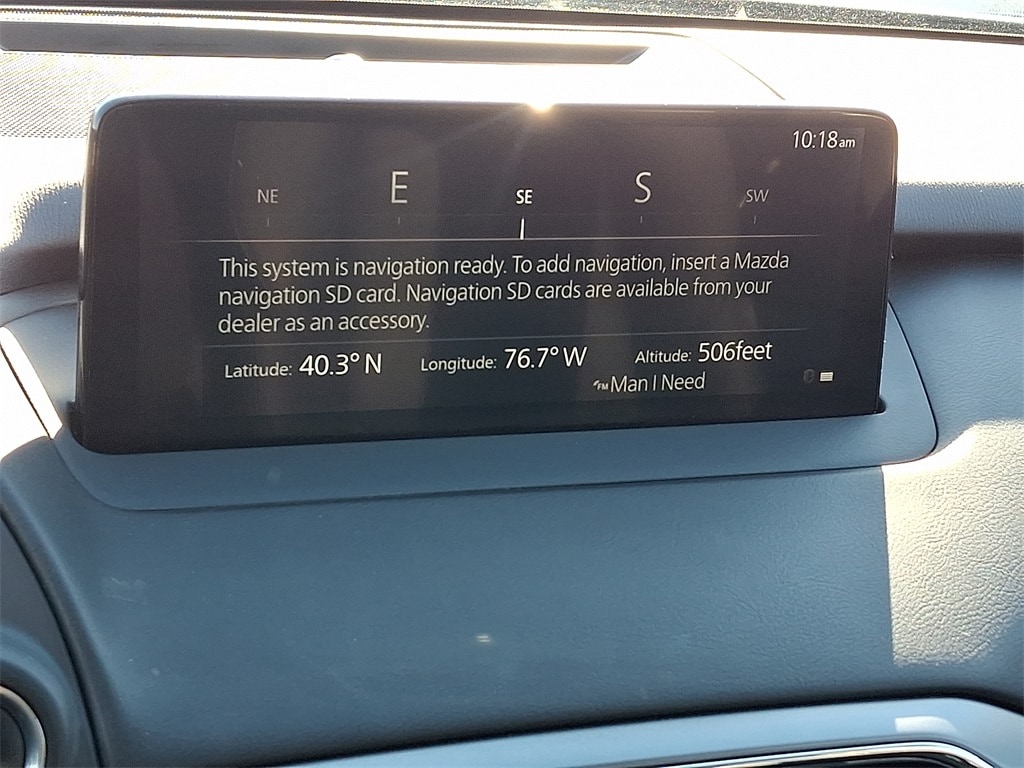 10:18am
NE E SE S SW
This system is navigation ready. To add navigation, insert a Mazda
navigation SD card. Navigation SD cards are available from your
dealer as an accessory.
Latitude: 40.3° N Longitude: 76.7° W Altitude: 506feet
FM Man I Need